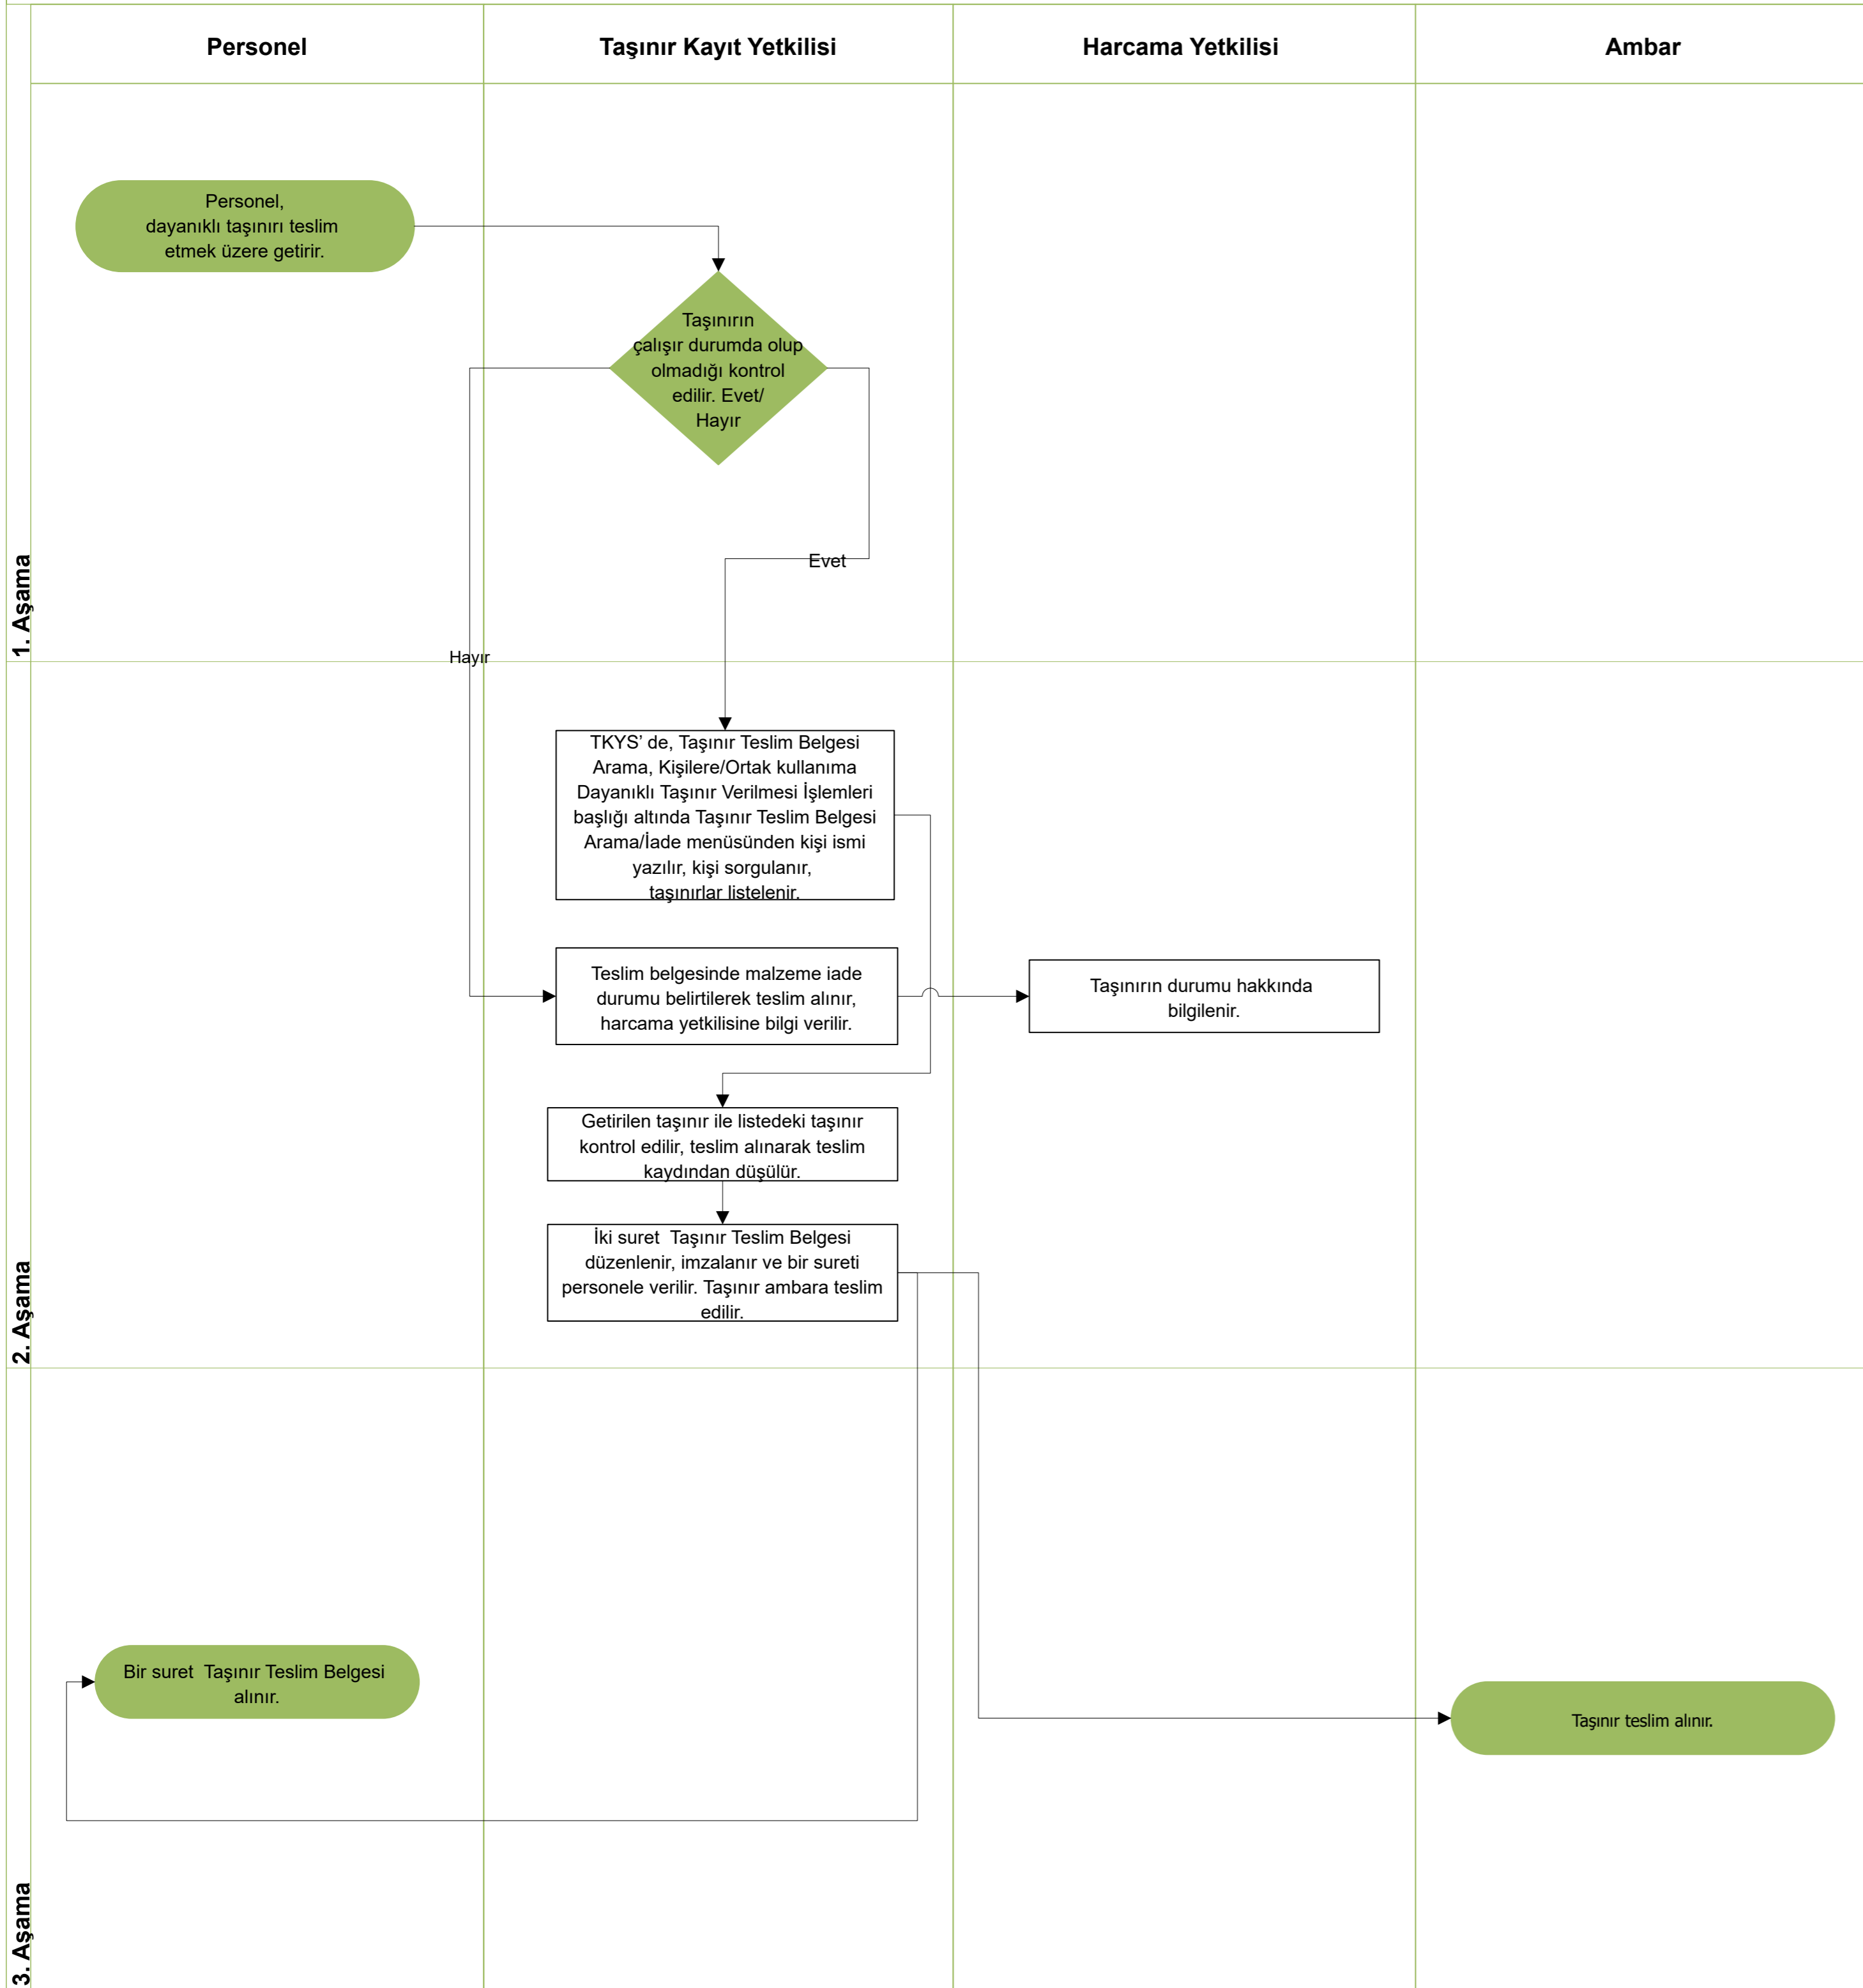 Personel
Taşınır Kayıt Yetkilisi
Harcama Yetkilisi
Ambar
1. Aşama
Personel,
dayanıklı taşınırı teslim
etmek üzere getirir.
Taşınırın
çalışır durumda olup
olmadığı kontrol
edilir. Evet/
Hayır
Evet
Hayır
2. Aşama
TKYS’ de, Taşınır Teslim Belgesi
Arama, Kişilere/Ortak kullanıma
Dayanıklı Taşınır Verilmesi İşlemleri
başlığı altında Taşınır Teslim Belgesi
Arama/İade menüsünden kişi ismi
yazılır, kişi sorgulanır,
taşınırlar listelenir.
Teslim belgesinde malzeme iade
durumu belirtilerek teslim alınır,
harcama yetkilisine bilgi verilir.
Taşınırın durumu hakkında
bilgilenir.
Getirilen taşınır ile listedeki taşınır
kontrol edilir, teslim alınarak teslim
kaydından düşülür.
İki suret  Taşınır Teslim Belgesi
düzenlenir, imzalanır ve bir sureti
personele verilir. Taşınır ambara teslim
edilir.
3. Aşama
Bir suret  Taşınır Teslim Belgesi
alınır.
Taşınır teslim alınır.